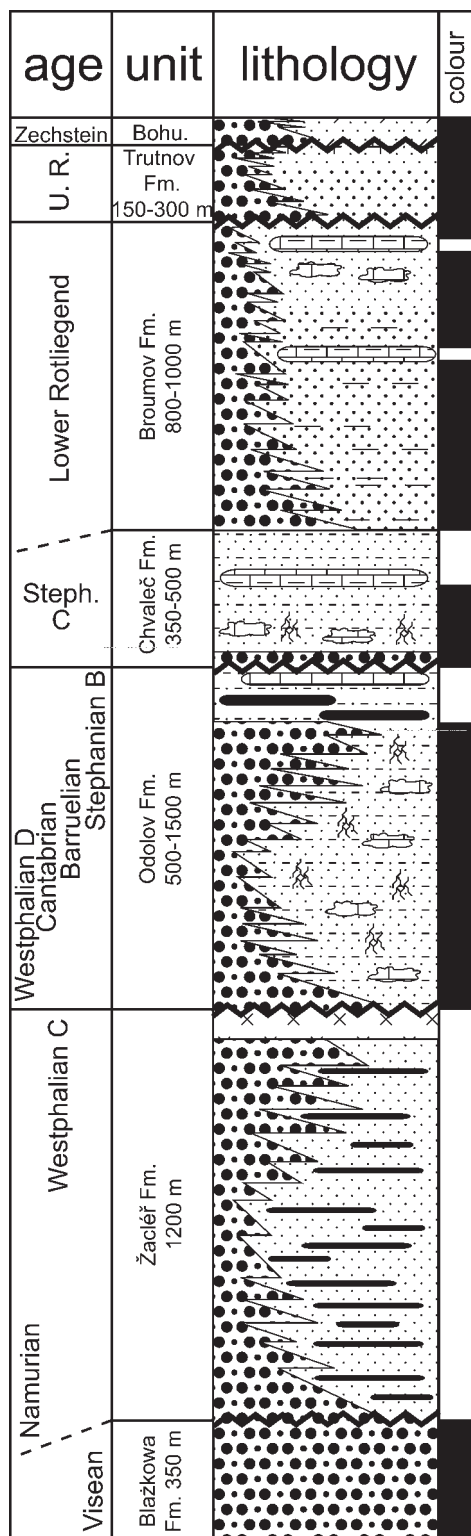 age unit lithology colour
Zechstein Bohu.
U. R.
Trutnov
Fm.
150-300 m
Lower Rotliegend
Broumov Fm.
800-1000 m
Steph.
C
Chvaleč Fm.
350-500 m
Westphalian D
Cantabrian
Barruelian
Stephanian B
Odolov Fm.
500-1500 m
Westphalian C
Namurian
Žacléř Fm.
1200 m
Visean
Blażkowa
Fm. 350 m